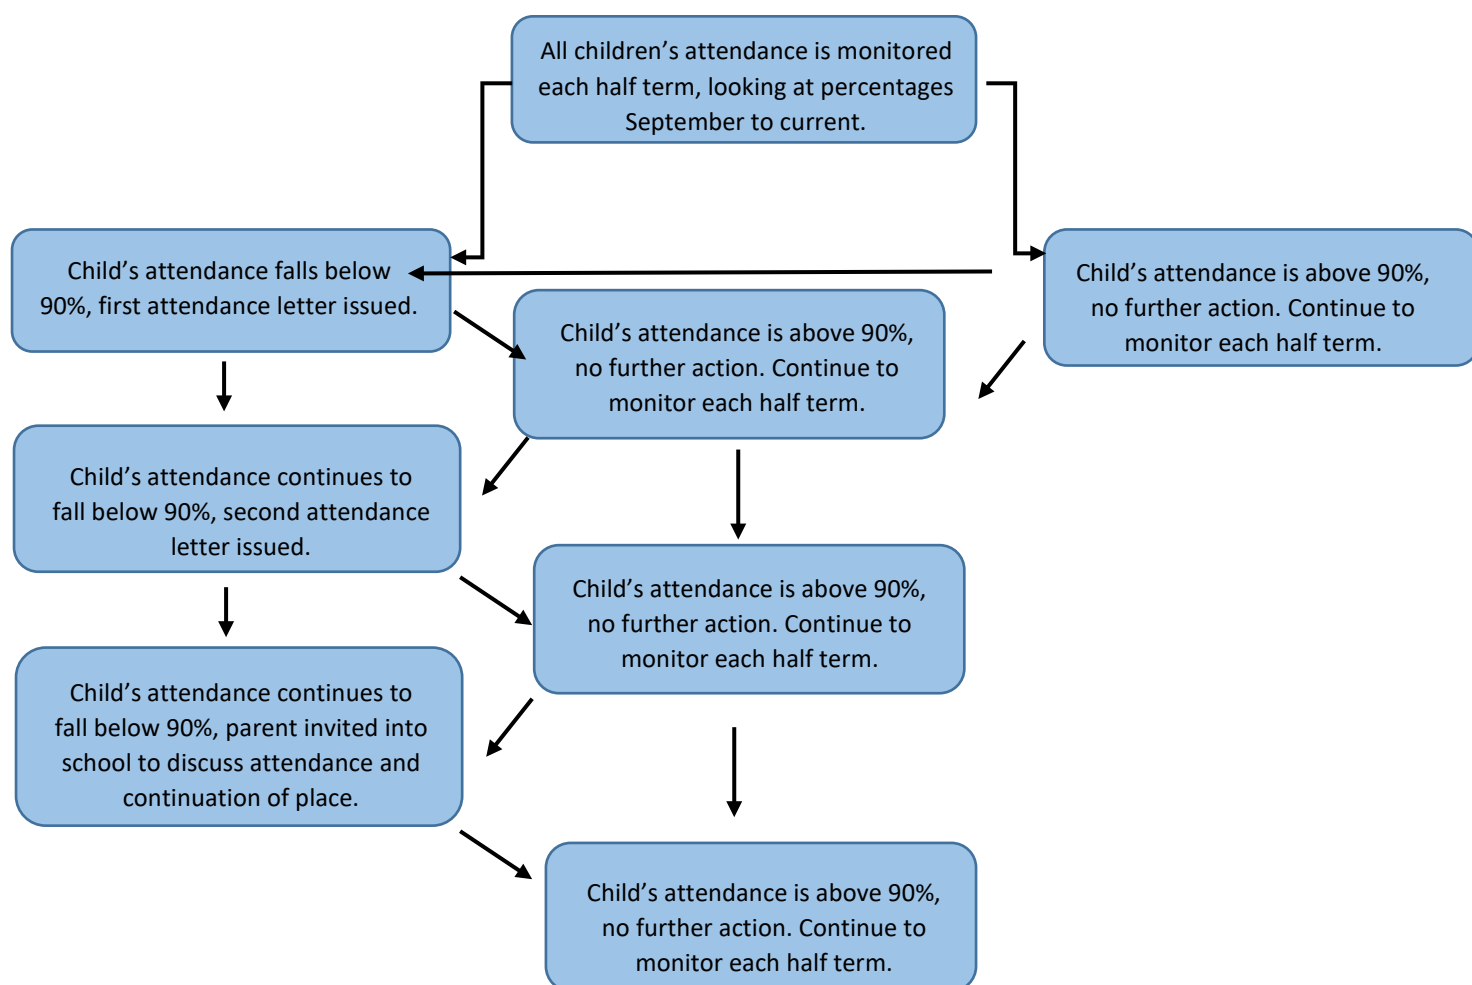 All children’s attendance is monitored
each half term, looking at percentages
September to current.
Child’s attendance falls below
90%, first attendance letter issued.
Child’s attendance is above 90%,
no further action. Continue to
monitor each half term.
Child’s attendance is above 90%,
no further action. Continue to
monitor each half term.
Child’s attendance continues to
fall below 90%, second attendance
letter issued.
Child’s attendance is above 90%,
no further action. Continue to
monitor each half term.
Child’s attendance continues to
fall below 90%, parent invited into
school to discuss attendance and
continuation of place.
Child’s attendance is above 90%,
no further action. Continue to
monitor each half term.